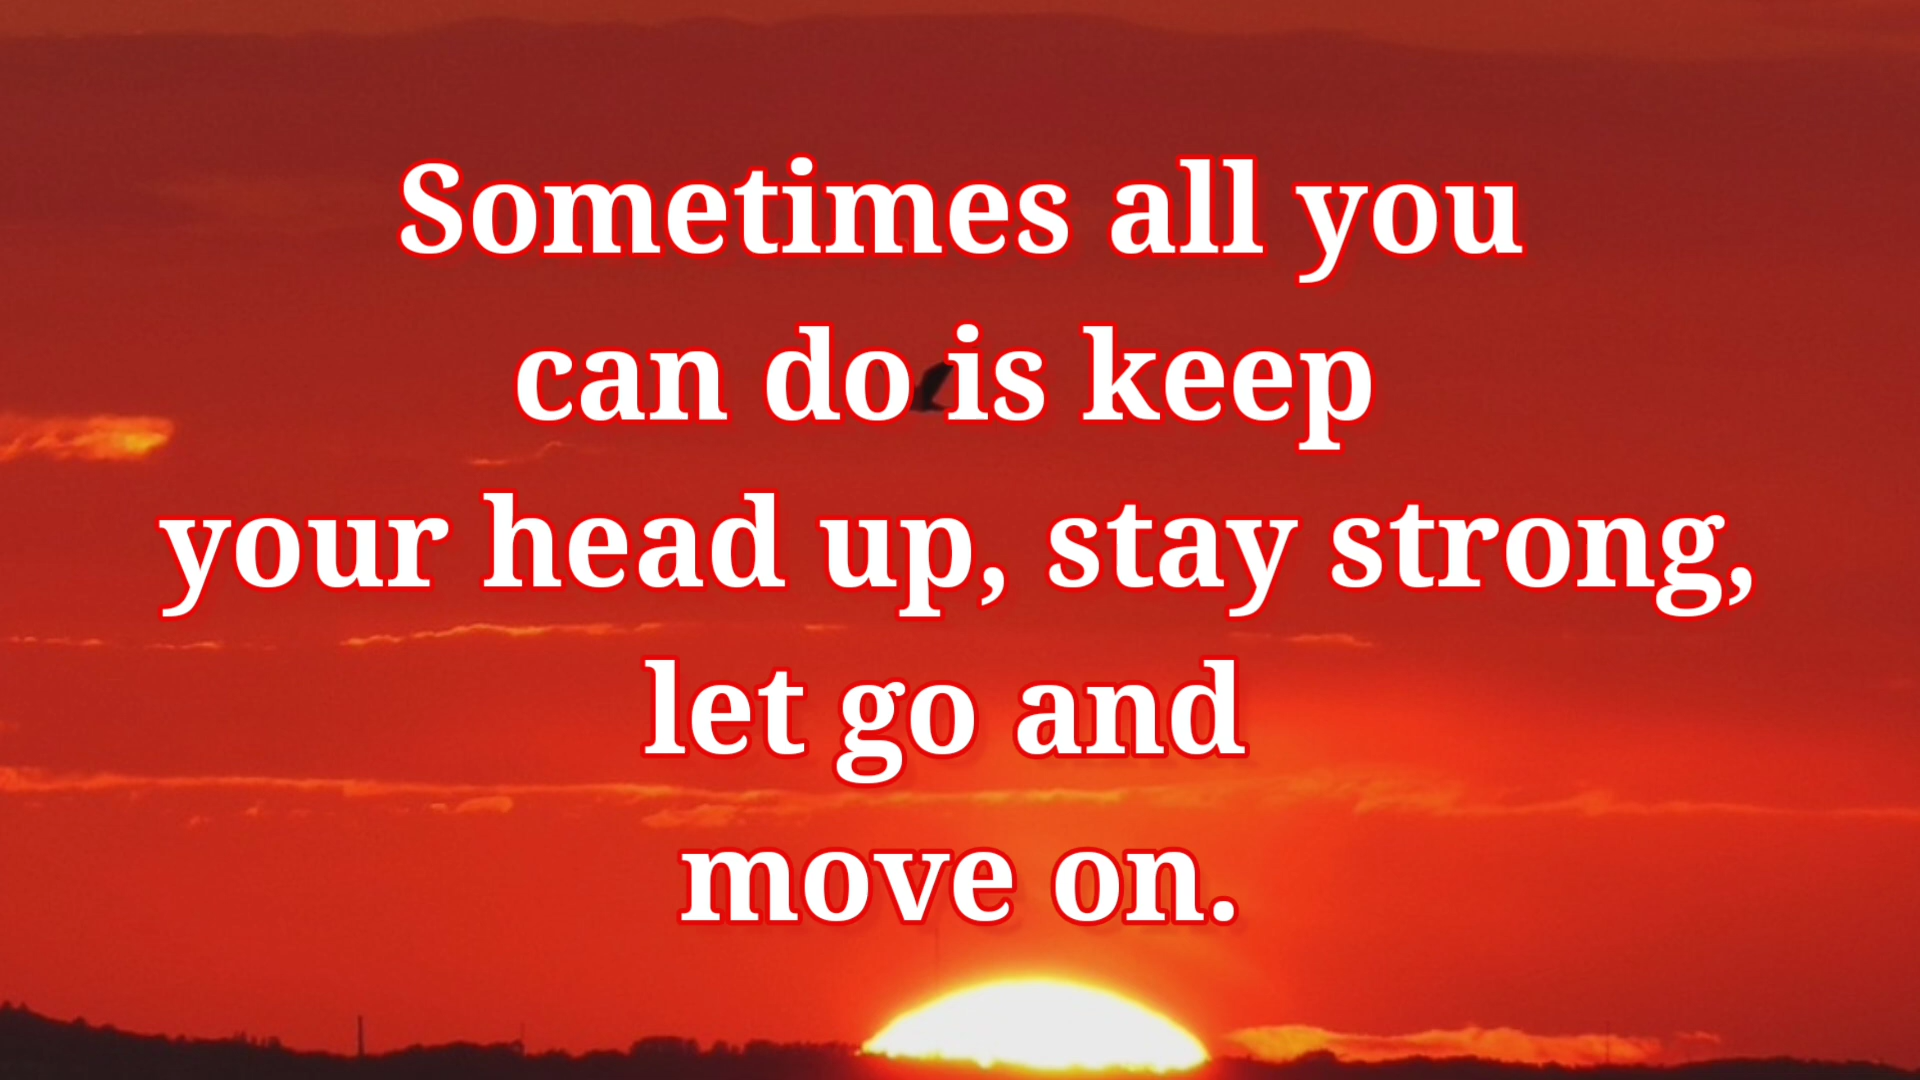 Sometimes all you
can do is keep
your head up, stay strong,
let go and
move on.